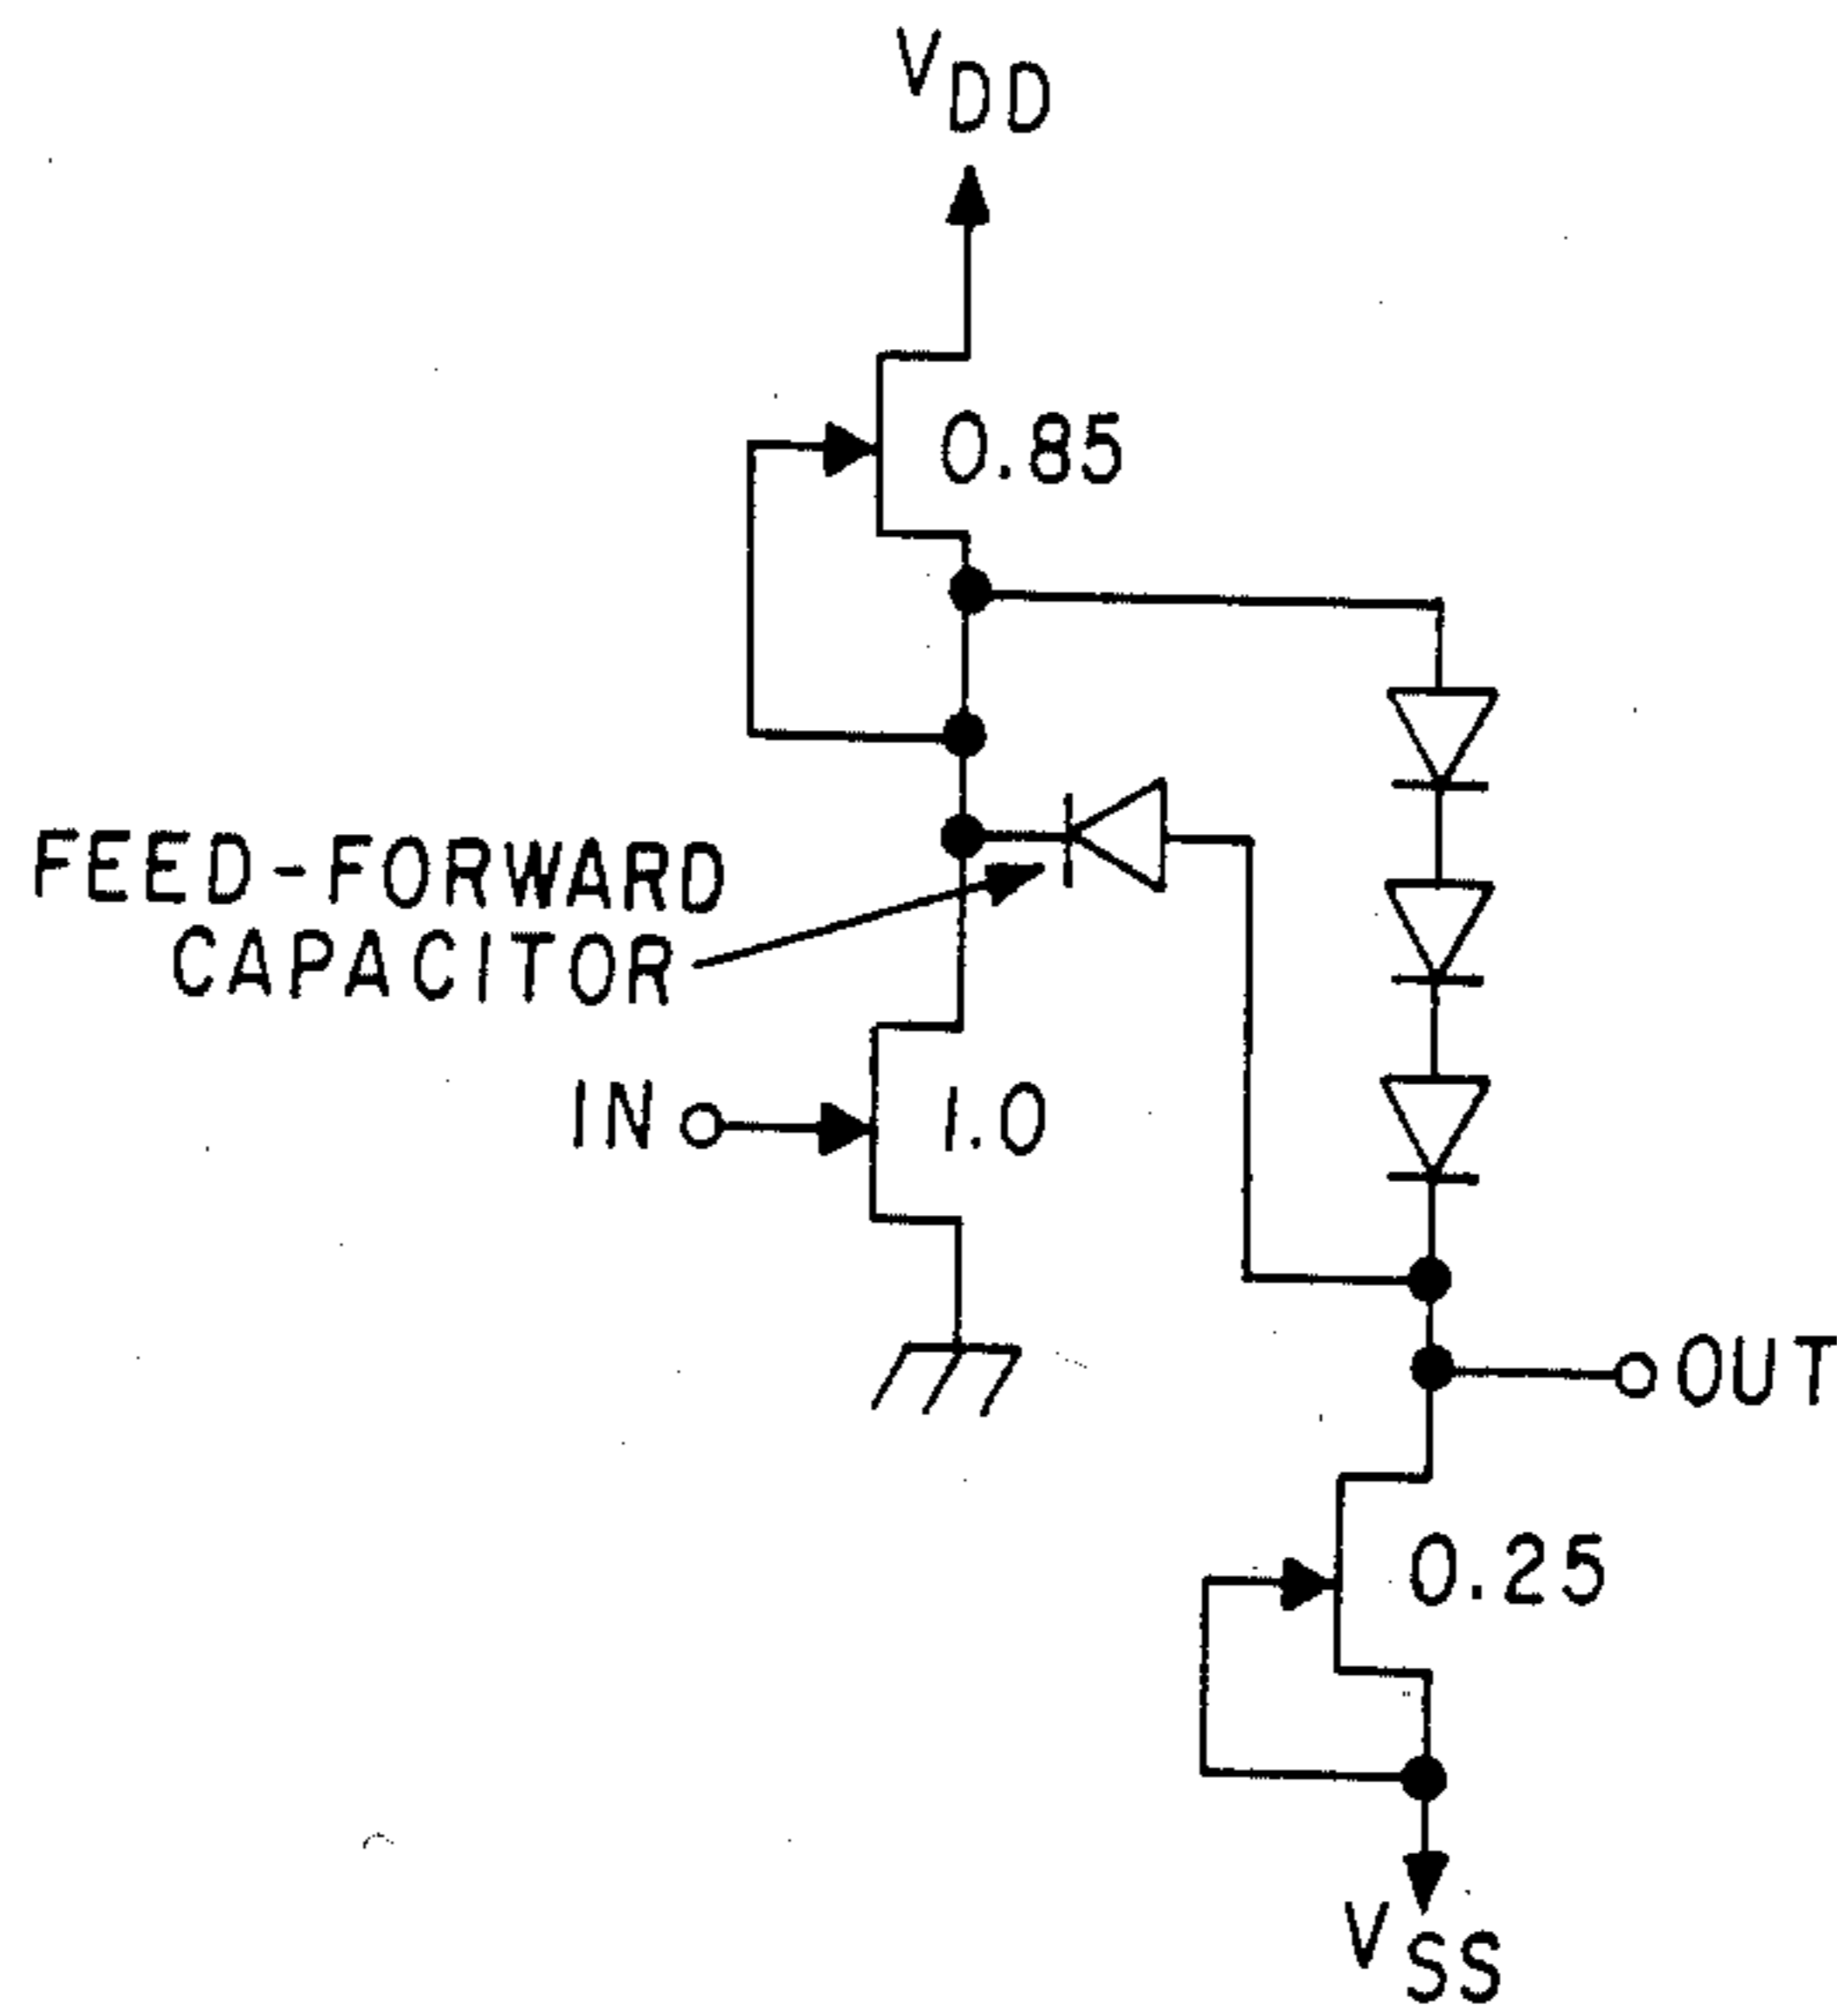 VDD
0.85
FEED-FORWARD
CAPACITOR
IN
1.0
OUT
0.25
VSS